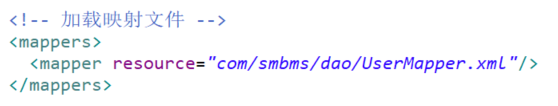 <!-- 加载映射文件 -->
<mappers>
<mapper resource="com/smbms/dao/UserMapper.xml"/>
</mappers>